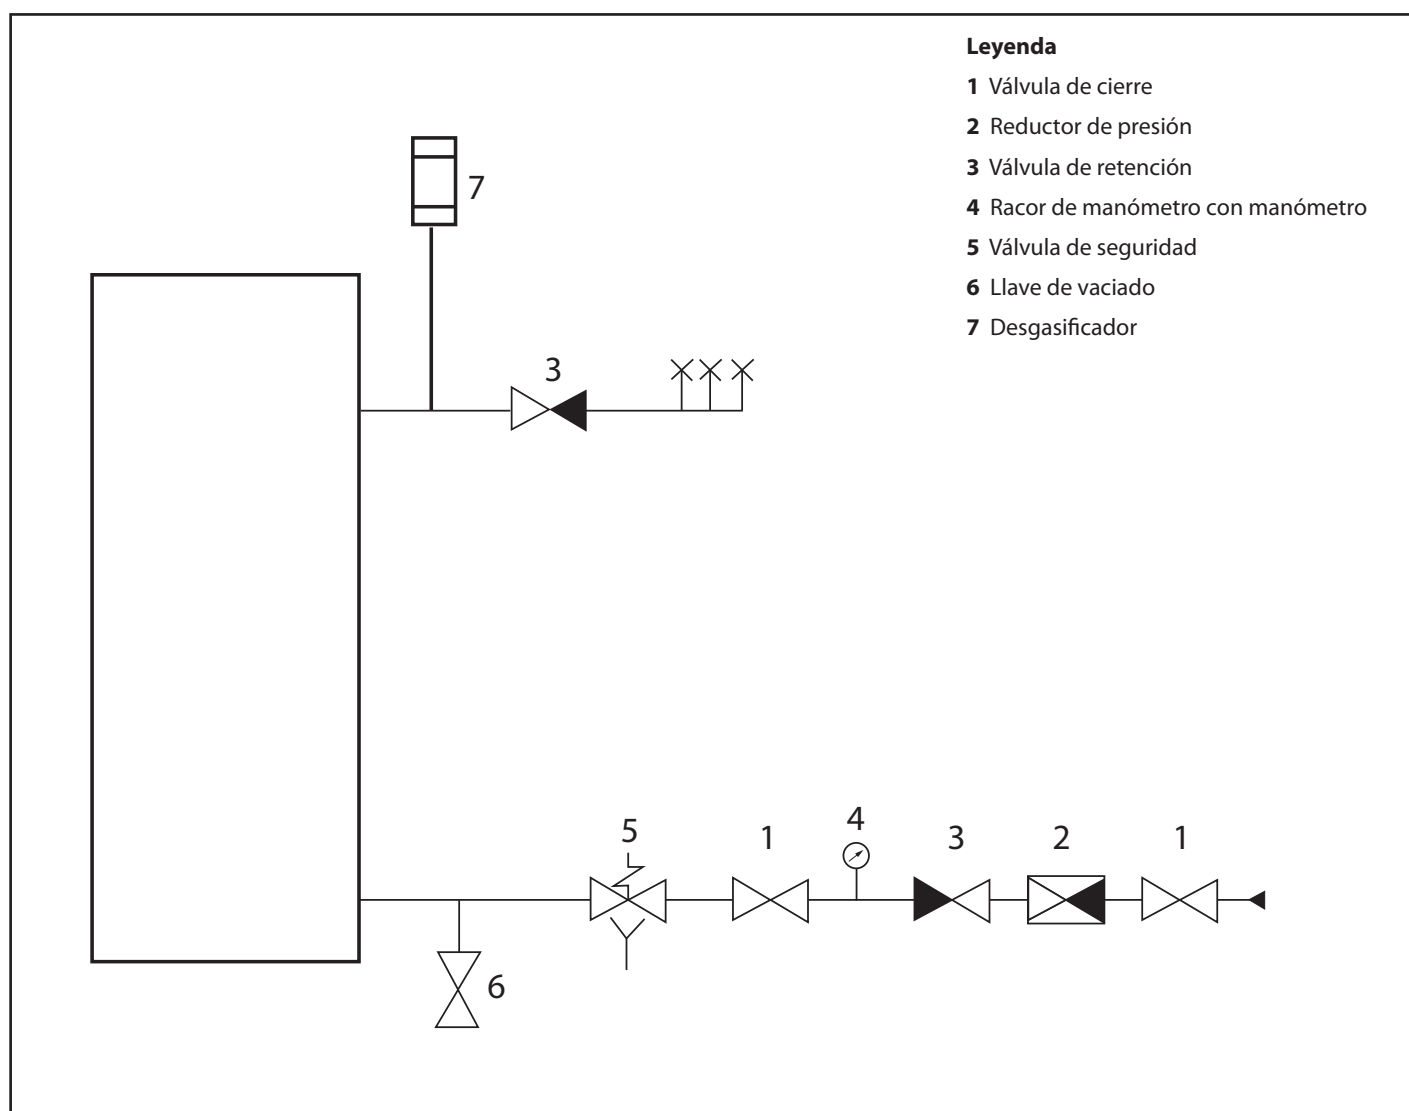 Leyenda
1 Válvula de cierre
2 Reductor de presión
3 Válvula de retención
4 Racor de manómetro con manómetro
5 Válvula de seguridad
6 Llave de vaciado
7 Desgasificador
7
3
5
1
4
3
2
1
6